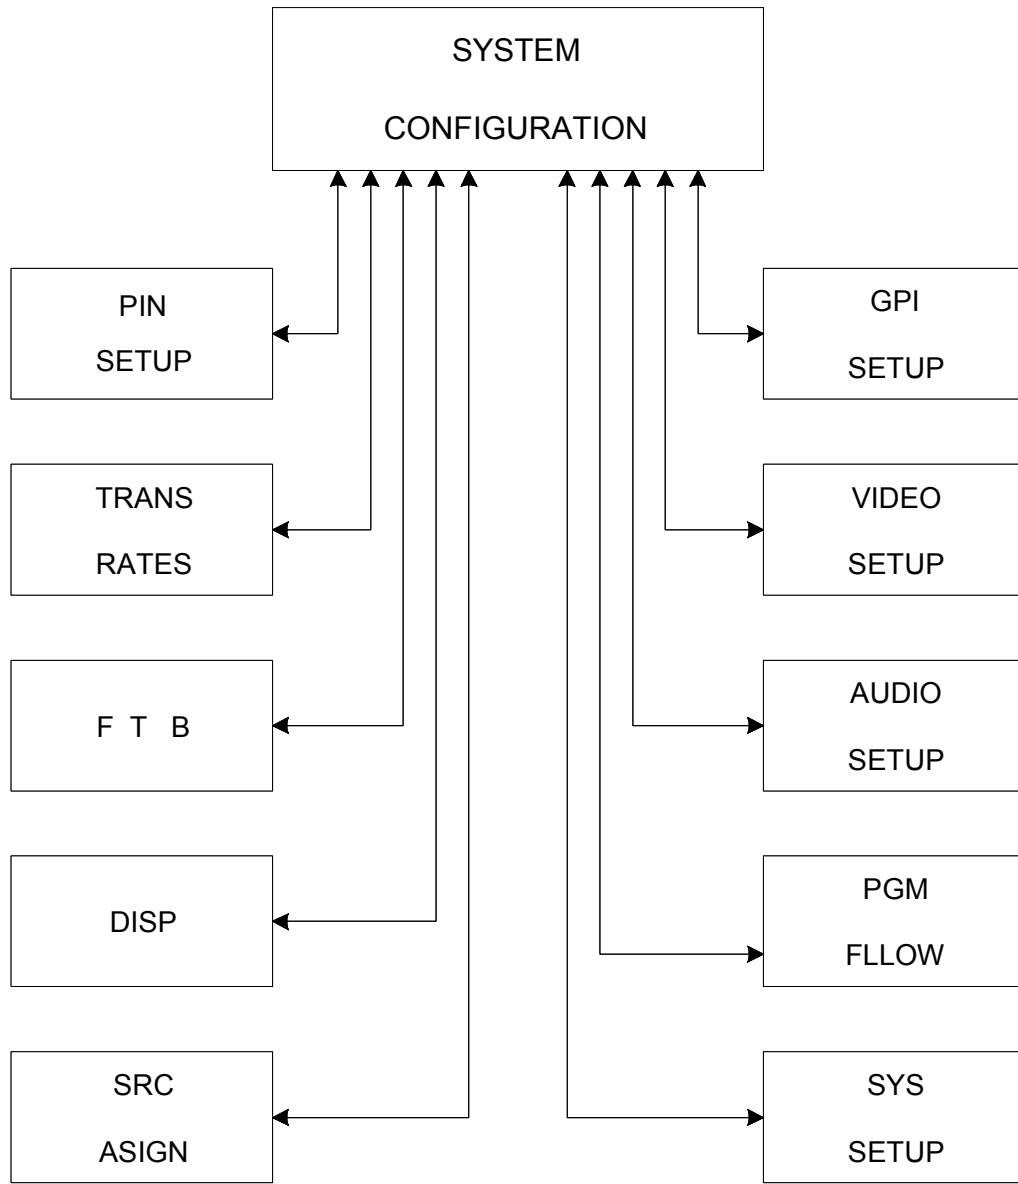 SYSTEM
CONFIGURATION
PIN
SETUP
TRANS
RATES
F T B
DISP
SRC
ASIGN
GPI
SETUP
VIDEO
SETUP
AUDIO
SETUP
PGM
FLLOW
SYS
SETUP